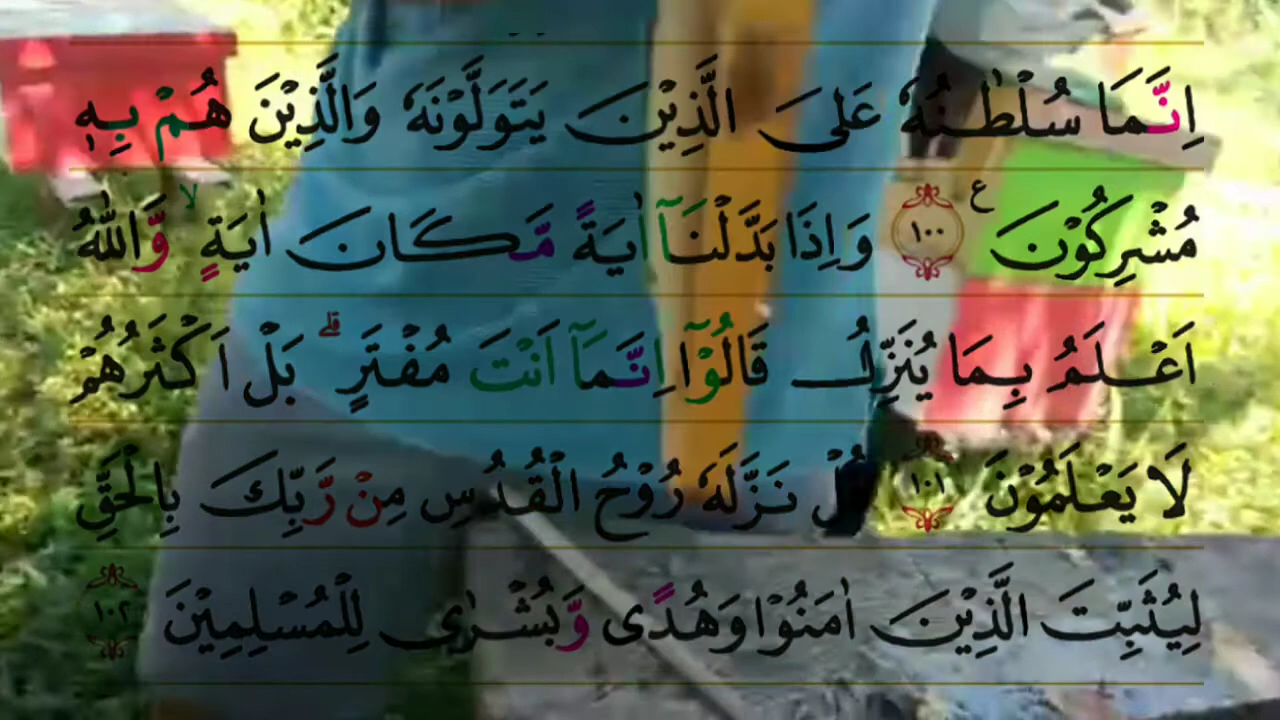 اِنَّمَا سُلْطٰنُهٗ عَلَى الَّذِيْنَ يَتَوَلَّوْنَهٗ وَالَّذِيْنَ هُمْ بِهٖ
مُشْرِكُوْنَ ࣖ ١٠٠ وَاِذَا بَدَّلْنَآ اٰيَةً مَّكَانَ اٰيَةٍ ۙ وَّاللّٰهُ
اَعْلَمُ بِمَا يُنَزِّلُ قَالُوْٓا اِنَّمَآ اَنْتَ مُفْتَرٍ ۗ بَلْ اَكْثَرُهُمْ
لَا يَعْلَمُوْنَ ١٠١ قُلْ نَزَّلَهٗ رُوْحُ الْقُدُسِ مِنْ رَّبِّكَ بِالْحَقِّ
لِيُثَبِّتَ الَّذِيْنَ اٰمَنُوْا وَهُدًى وَّبُشْرٰى لِلْمُسْلِمِيْنَ ١٠٢